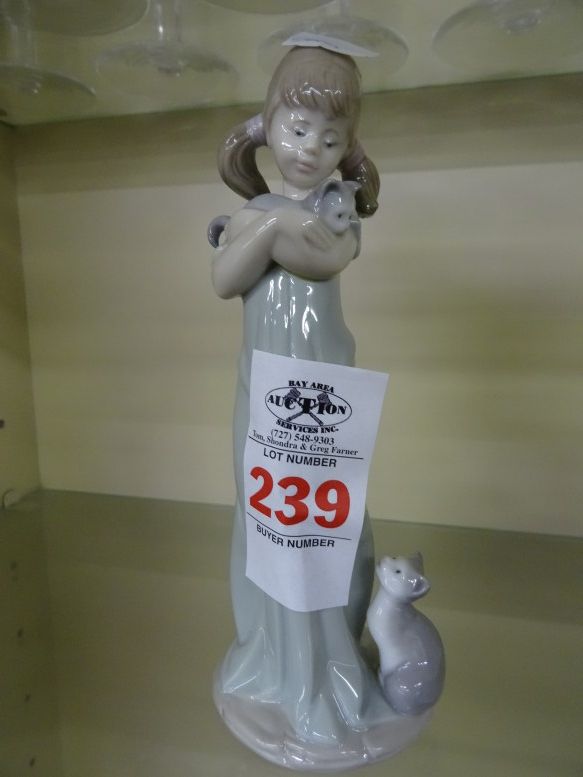 BAY AREA
AUCTION
SERVICES INC.
(727) 548-9303
Tom, Shondra & Greg Farner
LOT NUMBER
239
BUYER NUMBER